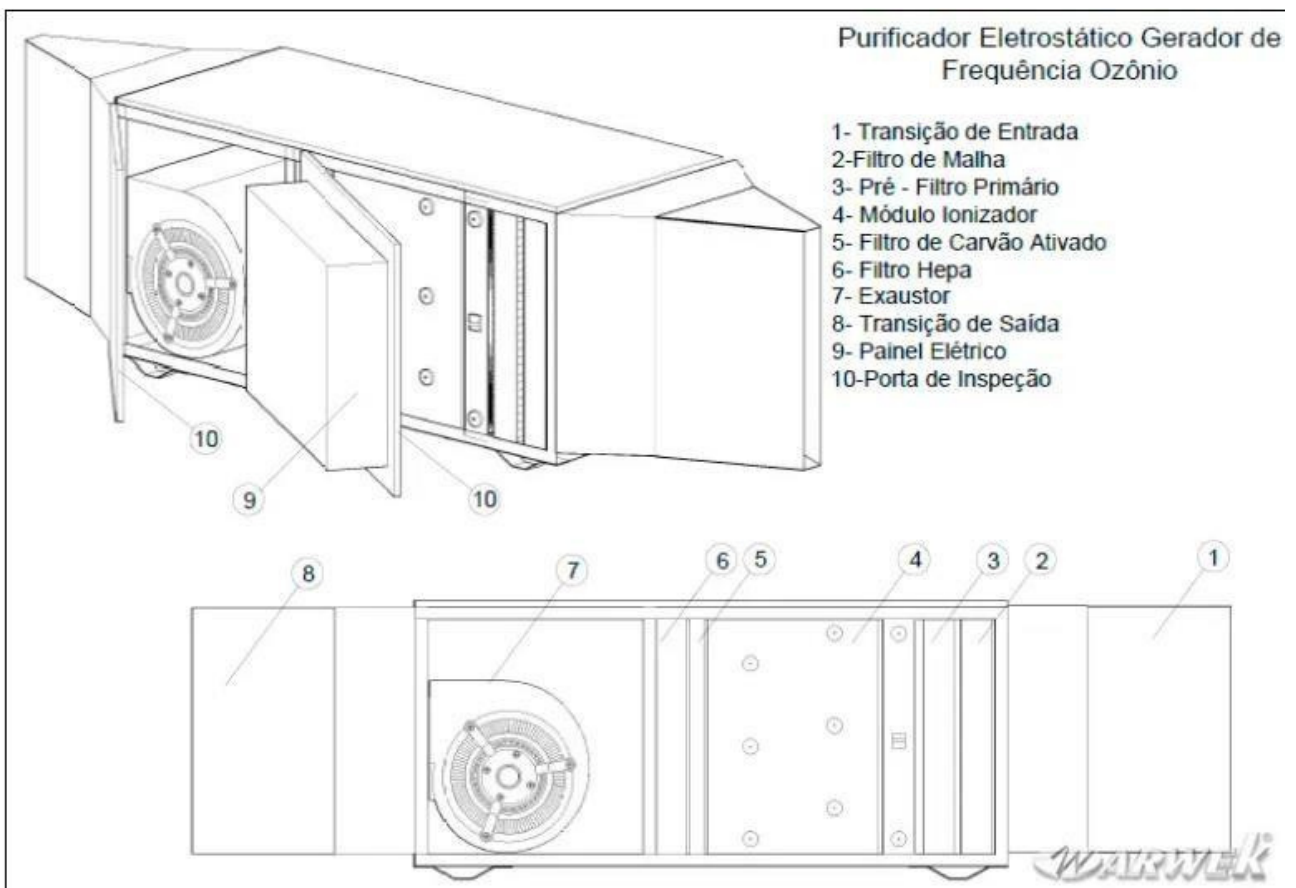 Purificador Eletrostático Gerador de
Frequência Ozônio
1- Transição de Entrada
2-Filtro de Malha
3- Pré - Filtro Primário
4- Módulo Ionizador
5- Filtro de Carvão Ativado
6- Filtro Hepa
7- Exaustor
8- Transição de Saída
9- Painel Elétrico
10-Porta de Inspeção
10
9
10
8
7
6
5
4
3
2
1
WARWEK®